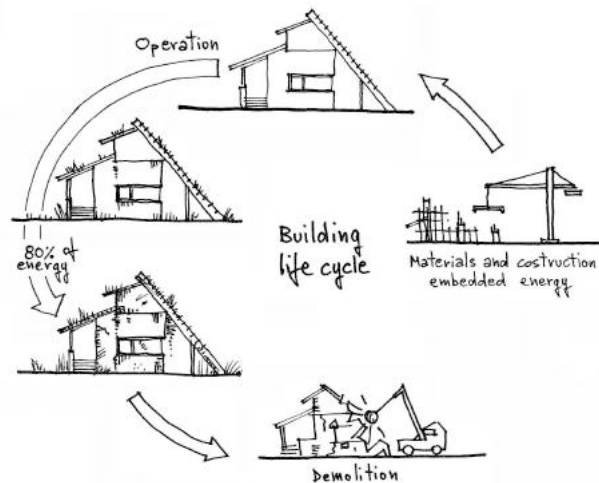 Operation
80% of
energy
Building
life cycle
Materials and costruction
embedded energy
Demolition